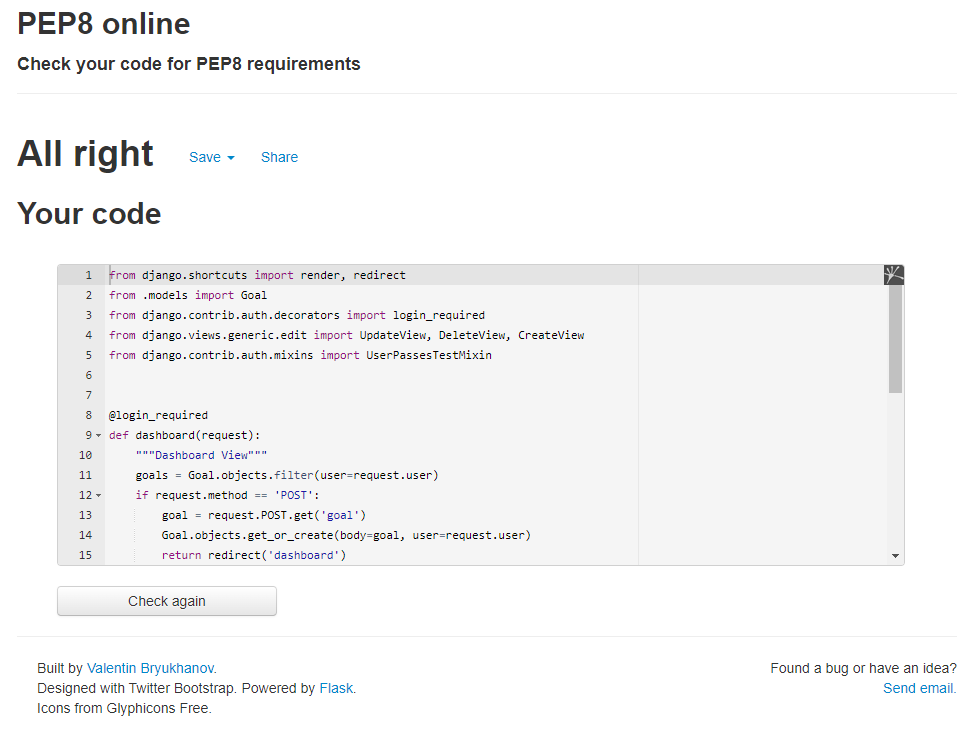 PEP8 online
Check your code for PEP8 requirements
All right Save Share
Your code
1 from django.shortcuts import render, redirect
2 from .models import Goal
3 from django.contrib.auth.decorators import login_required
4 from django.views.generic.edit import UpdateView, DeleteView, CreateView
5 from django.contrib.auth.mixins import UserPassesTestMixin
6
7
8 @login_required
9 def dashboard(request):
10     """Dashboard View"""
11     goals = Goal.objects.filter(user=request.user)
12     if request.method == 'POST':
13         goal = request.POST.get('goal')
14         Goal.objects.get_or_create(body=goal, user=request.user)
15         return redirect('dashboard')
Check again
Built by Valentin Bryukhanov.
Designed with Twitter Bootstrap. Powered by Flask.
Icons from Glyphicons Free.
Found a bug or have an idea?
Send email.